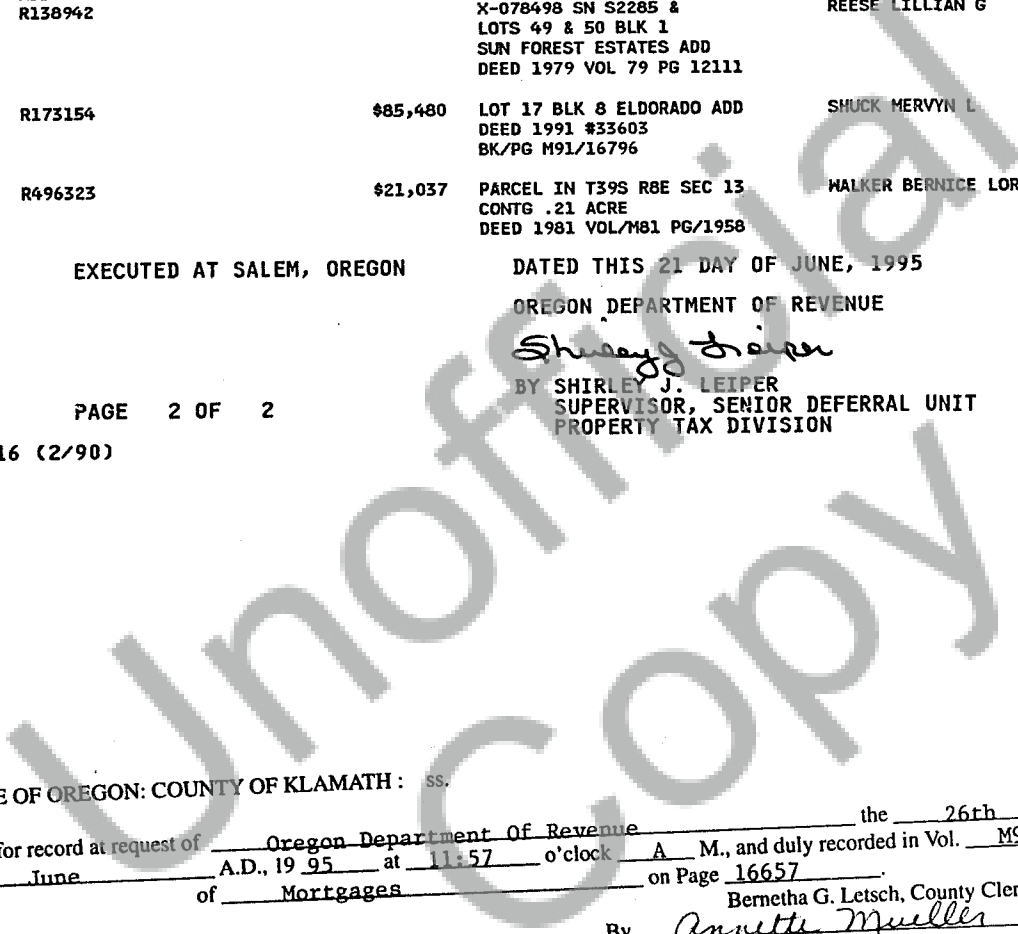 R138942 X-078498 SN S2285 & REESE LILLIAN G
LOTS 49 & 50 BLK 1
SUN FOREST ESTATES ADD
DEED 1979 VOL 79 PG 12111
R173154 $85,480 LOT 17 BLK 8 ELDORADO ADD SHUCK MERVYN L
DEED 1991 #33603
BK/PG M91/16796
R496323 $21,037 PARCEL IN T39S R8E SEC 13 WALKER BERNICE LOR
CONTG .21 ACRE
DEED 1981 VOL/M81 PG/1958
EXECUTED AT SALEM, OREGON DATED THIS 21 DAY OF JUNE, 1995
OREGON DEPARTMENT OF REVENUE
Shirley J Leiper
BY SHIRLEY J. LEIPER
PAGE 2 OF 2 SUPERVISOR, SENIOR DEFERRAL UNIT
PROPERTY TAX DIVISION
16 (2/90)
Unofficial
Copy
E OF OREGON: COUNTY OF KLAMATH : ss.
for record at request of Oregon Department Of Revenue the 26th
June A.D., 19 95 at 11:57 o'clock A M., and duly recorded in Vol. M9
of Mortgages on Page 16657.
Bernetha G. Letsch, County Cler
By Annette Mueller